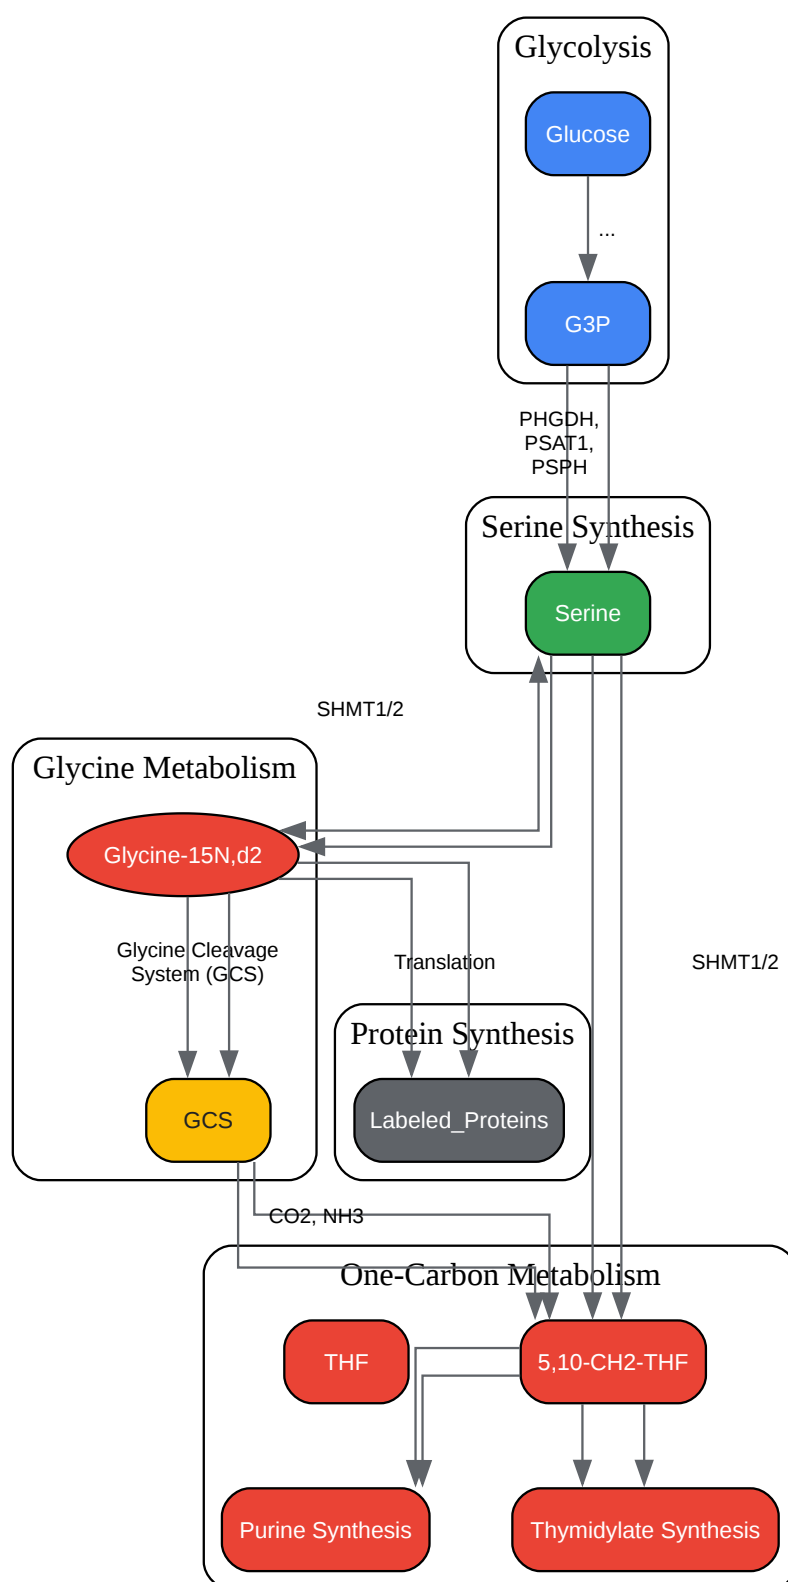 Glycolysis
Glucose
...
G3P
PHGDH,
PSAT1,
PSPH
Serine Synthesis
Serine
SHMT1/2
Glycine Metabolism
Glycine-15N,d2
Glycine Cleavage
System (GCS)
Translation
SHMT1/2
Protein Synthesis
GCS
Labeled_Proteins
CO2, NH3
One-Carbon Metabolism
THF
5,10-CH2-THF
Purine Synthesis
Thymidylate Synthesis